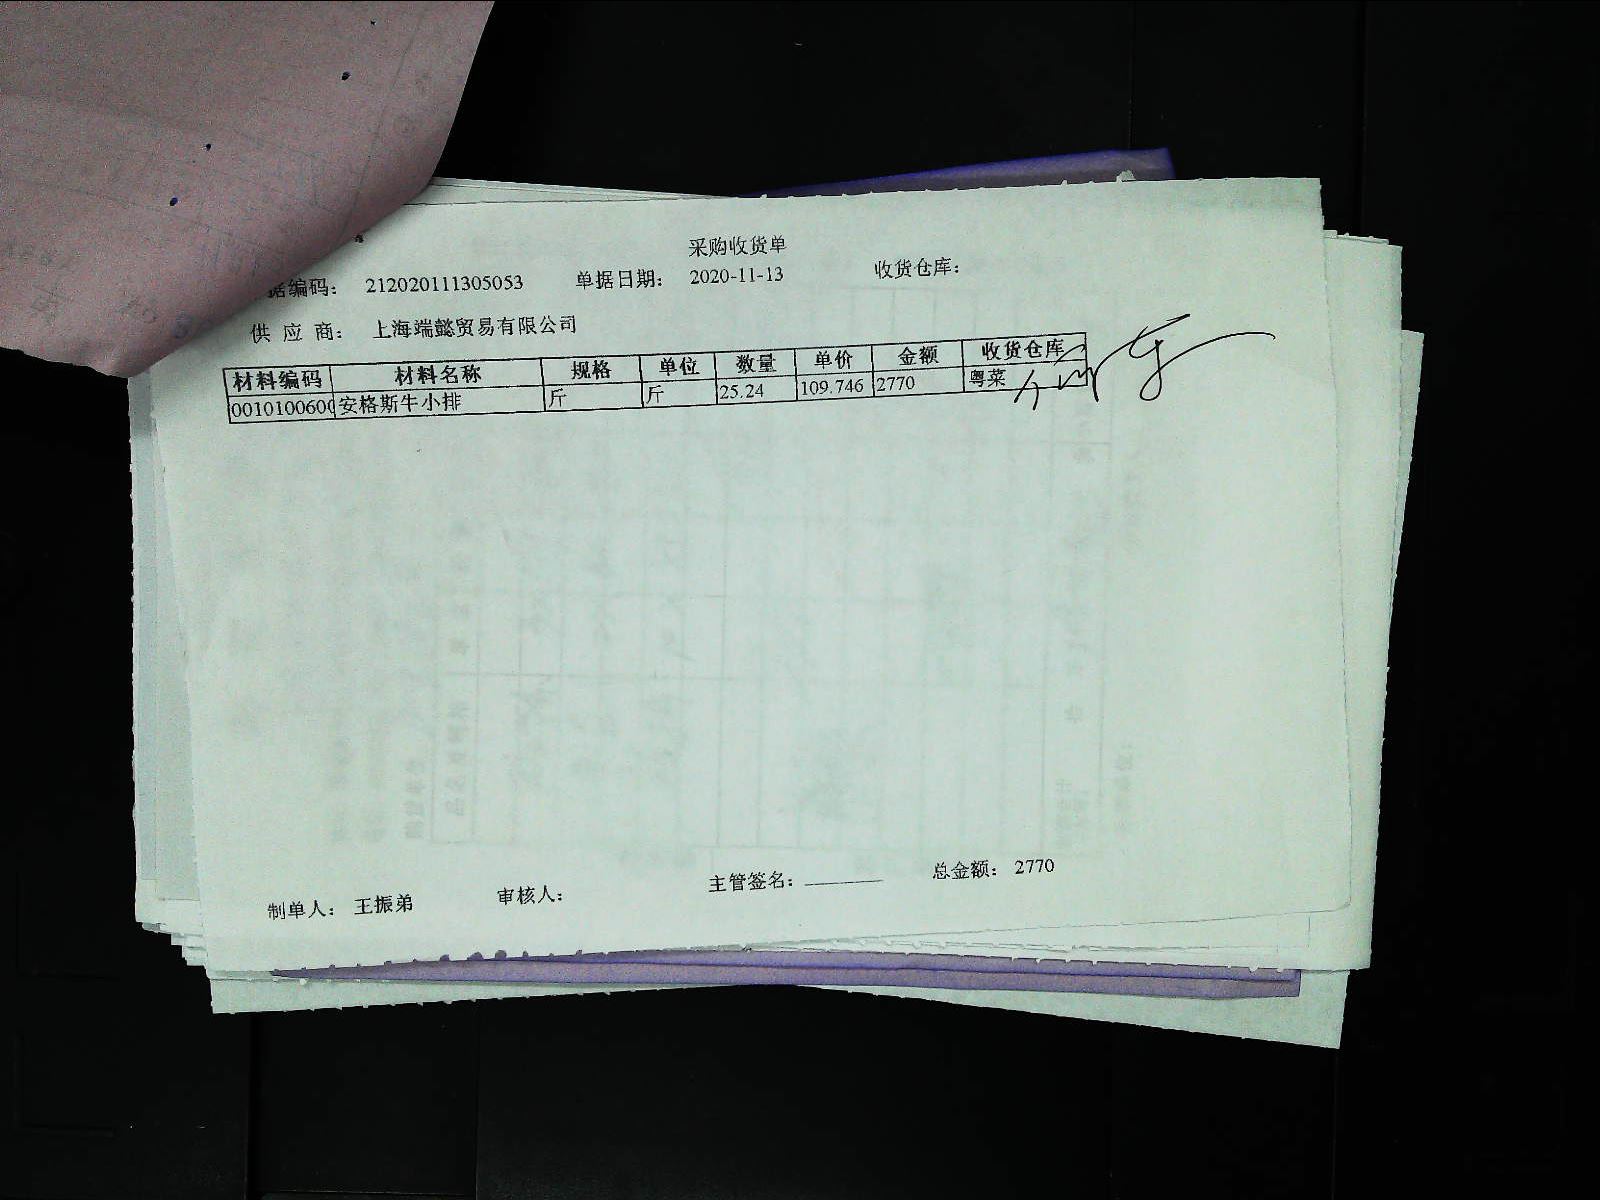 采购收货单
据编码： 212020111305053 单据日期： 2020-11-13 收货仓库：
供 应 商： 上海端懿贸易有限公司
材料编码 材料名称 规格 单位 数量 单价 金额 收货仓库
0010100600 安格斯牛小排 斤 斤 25.24 109.746 2770 粤菜
制单人： 王振弟 审核人： 主管签名： 总金额： 2770